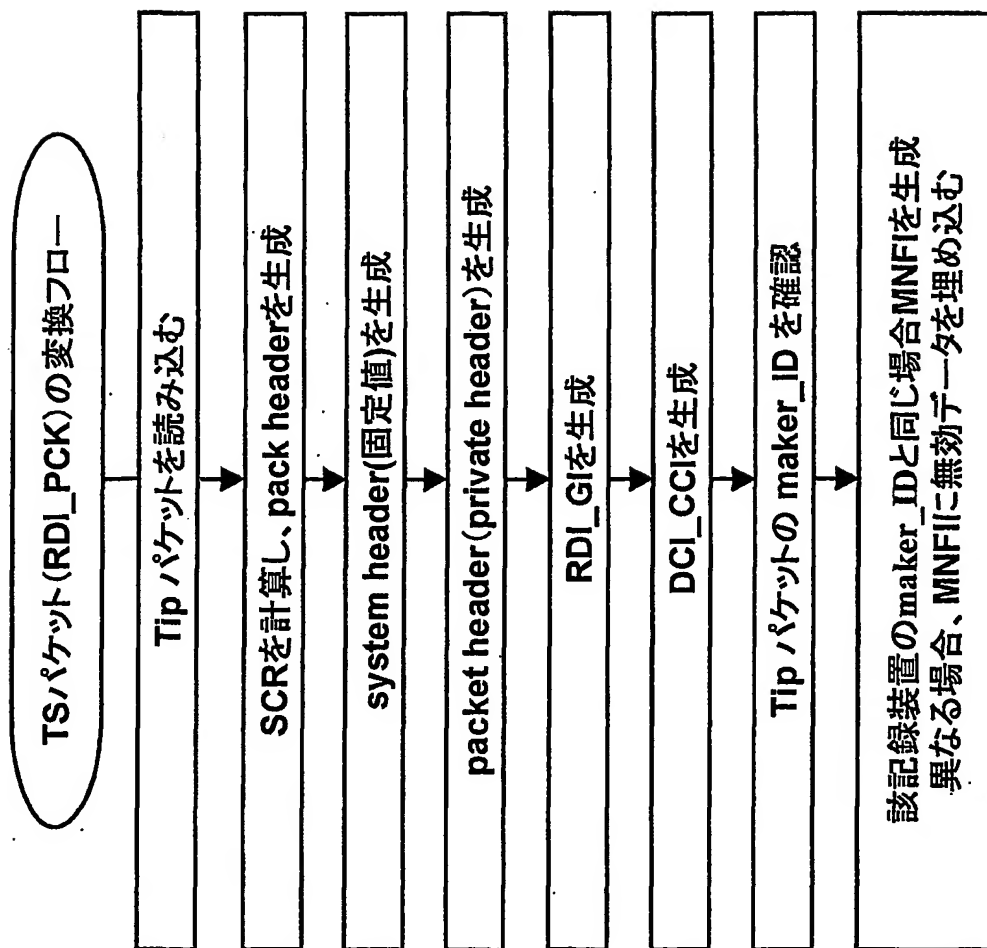 TSパケット(RDI_PCK)の変換フロー
Tip パケットを読み込む
SCRを計算し、pack headerを生成
system header(固定値)を生成
packet header(private header)を生成
RDI_GIを生成
DCI_CCIを生成
Tip パケットの maker_ID を確認
該記録装置のmaker_IDと同じ場合MNFIを生成
異なる場合、MNFIに無効データを埋め込む